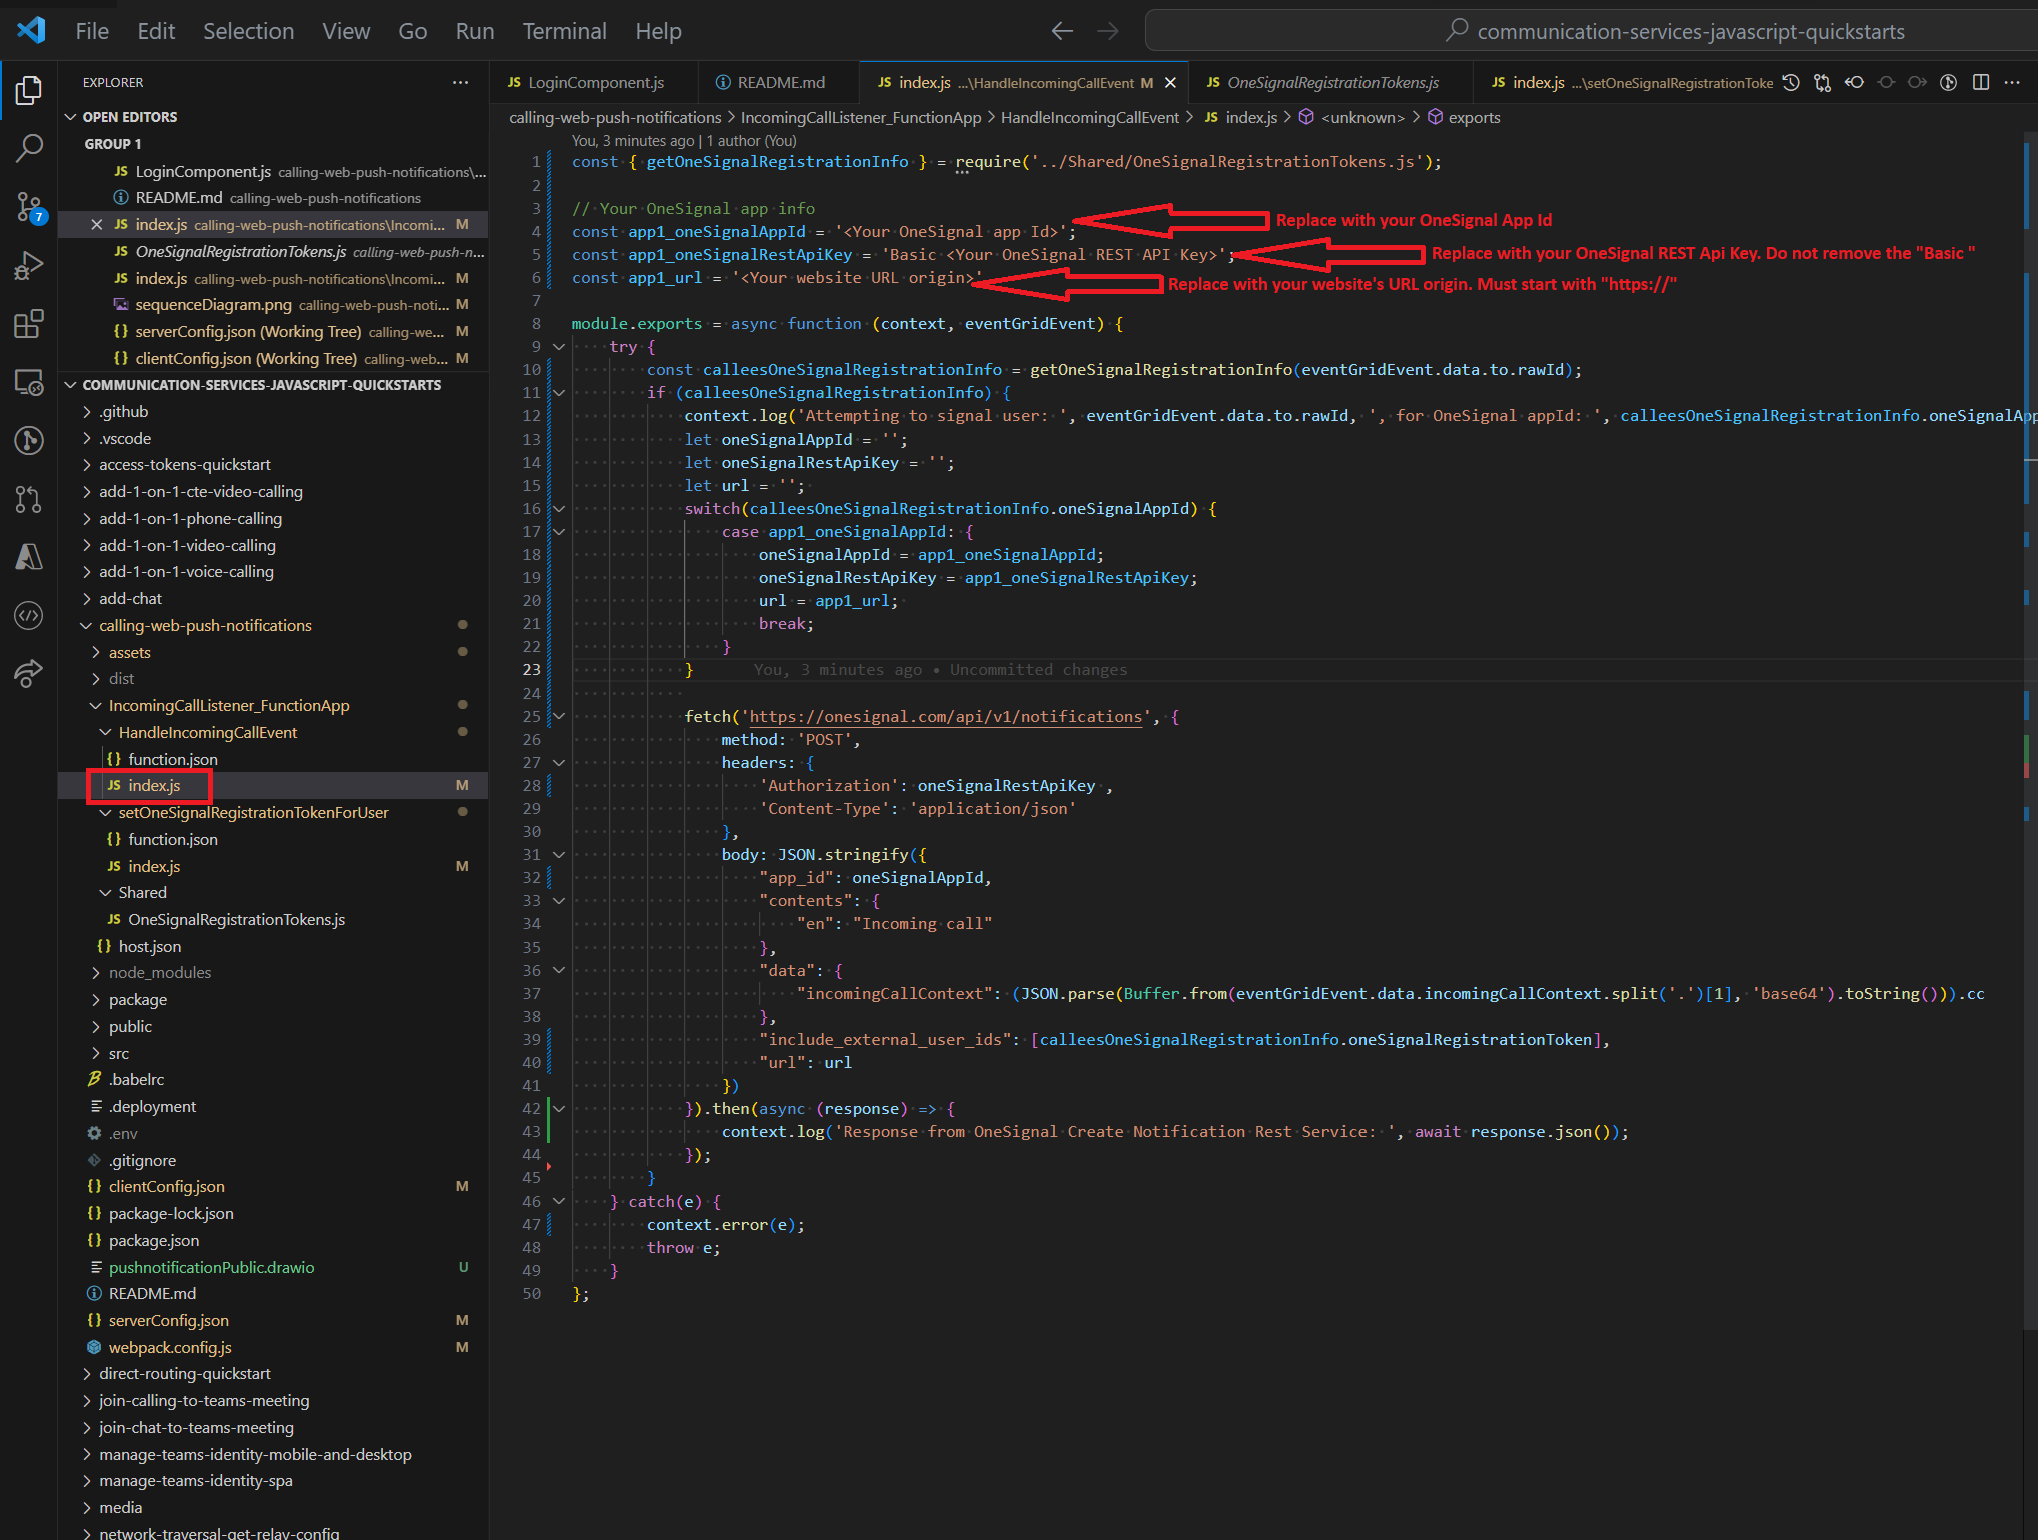 File Edit Selection View Go Run Terminal Help
communication-services-javascript-quickstarts
EXPLORER
OPEN EDITORS
GROUP 1
JS LoginComponent.js calling-web-push-notifications\...
README.md calling-web-push-notifications
JS index.js calling-web-push-notifications\Incomi... M
JS OneSignalRegistrationTokens.js calling-web-push-n...
JS index.js calling-web-push-notifications\Incomi... M
sequenceDiagram.png calling-web-push-noti... M
{} serverConfig.json (Working Tree) calling-we... M
{} clientConfig.json (Working Tree) calling-web... M
7
COMMUNICATION-SERVICES-JAVASCRIPT-QUICKSTARTS
.github
.vscode
access-tokens-quickstart
add-1-on-1-cte-video-calling
add-1-on-1-phone-calling
add-1-on-1-video-calling
add-1-on-1-voice-calling
add-chat
calling-web-push-notifications
assets
dist
IncomingCallListener_FunctionApp
HandleIncomingCallEvent
{} function.json
JS index.js M
setOneSignalRegistrationTokenForUser
{} function.json
JS index.js M
Shared
JS OneSignalRegistrationTokens.js
{} host.json
node_modules
package
public
src
.babelrc
.deployment
.env
.gitignore
{} clientConfig.json M
{} package-lock.json
{} package.json
pushnotificationPublic.drawio U
README.md
{} serverConfig.json M
webpack.config.js M
direct-routing-quickstart
join-calling-to-teams-meeting
join-chat-to-teams-meeting
manage-teams-identity-mobile-and-desktop
manage-teams-identity-spa
media
network-traversal-get-relay-config
JS LoginComponent.js README.md JS index.js ...\HandleIncomingCallEvent M JS OneSignalRegistrationTokens.js JS index.js ...\setOneSignalRegistrationToke
calling-web-push-notifications > IncomingCallListener_FunctionApp > HandleIncomingCallEvent > JS index.js > <unknown> > exports
You, 3 minutes ago | 1 author (You)
1 const { getOneSignalRegistrationInfo } = require('../Shared/OneSignalRegistrationTokens.js');
2
3 // Your OneSignal app info
4 const app1_oneSignalAppId = '<Your OneSignal app Id>'; Replace with your OneSignal App Id
5 const app1_oneSignalRestApiKey = 'Basic <Your OneSignal REST API Key>'; Replace with your OneSignal REST Api Key. Do not remove the "Basic "
6 const app1_url = '<Your website URL origin>' Replace with your website's URL origin. Must start with "https://"
7
8 module.exports = async function (context, eventGridEvent) {
9 try {
10 const calleesOneSignalRegistrationInfo = getOneSignalRegistrationInfo(eventGridEvent.data.to.rawId);
11 if (calleesOneSignalRegistrationInfo) {
12 context.log('Attempting to signal user: ', eventGridEvent.data.to.rawId, ', for OneSignal appId: ', calleesOneSignalRegistrationInfo.oneSignalApp
13 let oneSignalAppId = '';
14 let oneSignalRestApiKey = '';
15 let url = '';
16 switch(calleesOneSignalRegistrationInfo.oneSignalAppId) {
17 case app1_oneSignalAppId: {
18 oneSignalAppId = app1_oneSignalAppId;
19 oneSignalRestApiKey = app1_oneSignalRestApiKey;
20 url = app1_url;
21 break;
22 }
23 } You, 3 minutes ago • Uncommitted changes
24
25 fetch('https://onesignal.com/api/v1/notifications', {
26 method: 'POST',
27 headers: {
28 'Authorization': oneSignalRestApiKey ,
29 'Content-Type': 'application/json'
30 },
31 body: JSON.stringify({
32 "app_id": oneSignalAppId,
33 "contents": {
34 "en": "Incoming call"
35 },
36 "data": {
37 "incomingCallContext": (JSON.parse(Buffer.from(eventGridEvent.data.incomingCallContext.split('.')[1], 'base64').toString())).cc
38 },
39 "include_external_user_ids": [calleesOneSignalRegistrationInfo.oneSignalRegistrationToken],
40 "url": url
41 })
42 }).then(async (response) => {
43 context.log('Response from OneSignal Create Notification Rest Service: ', await response.json());
44 });
45 }
46 } catch(e) {
47 context.error(e);
48 throw e;
49 }
50 };